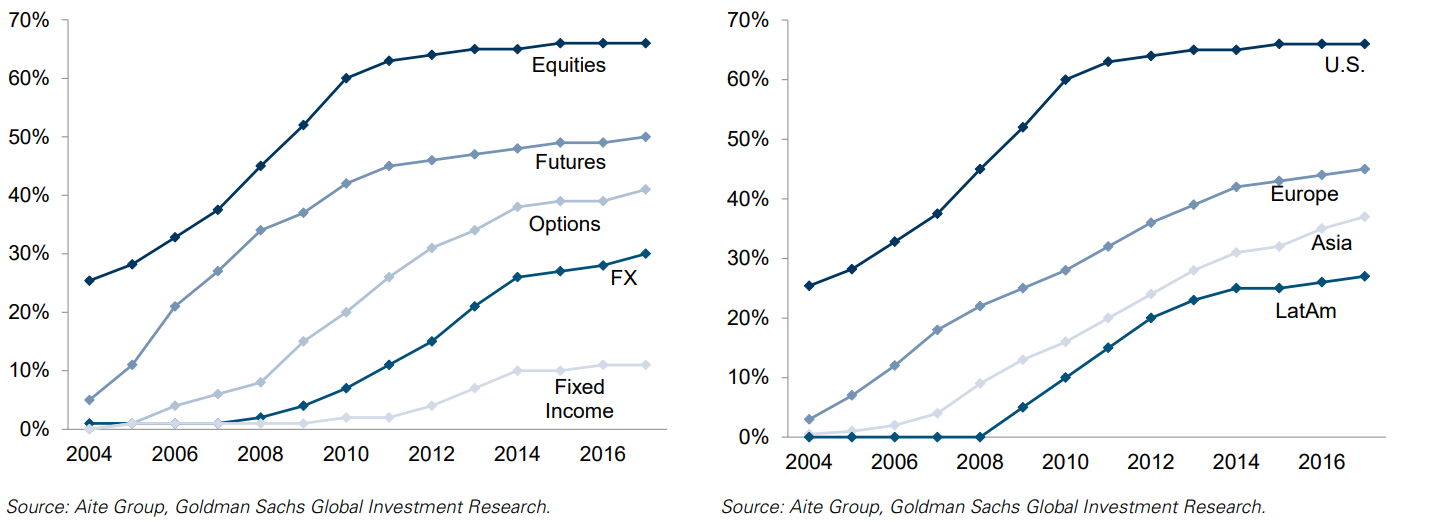 70%
60%
50%
40%
30%
20%
10%
0%
Equities
Futures
Options
FX
Fixed
Income
2004 2006 2008 2010 2012 2014 2016
Source: Aite Group, Goldman Sachs Global Investment Research.
70%
60%
50%
40%
30%
20%
10%
0%
U.S.
Europe
Asia
LatAm
2004 2006 2008 2010 2012 2014 2016
Source: Aite Group, Goldman Sachs Global Investment Research.